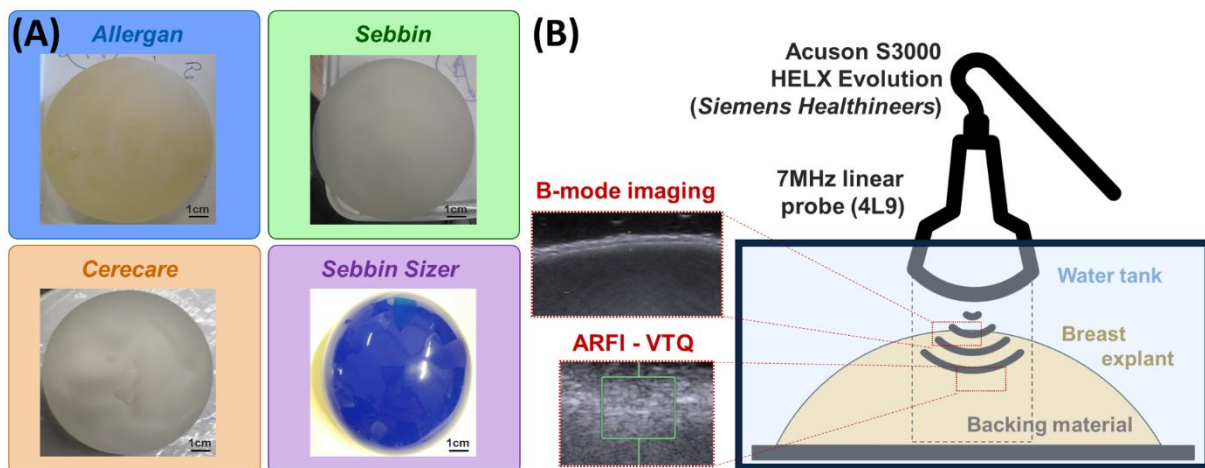 (A)
Allergan
1cm
Sebbin
1cm
Cerecare
1cm
Sebbin Sizer
1cm
(B)
Acuson S3000
HELX Evolution
(Siemens Healthineers)
7MHz linear
probe (4L9)
B-mode imaging
ARFI - VTQ
Water tank
Breast
explant
Backing material